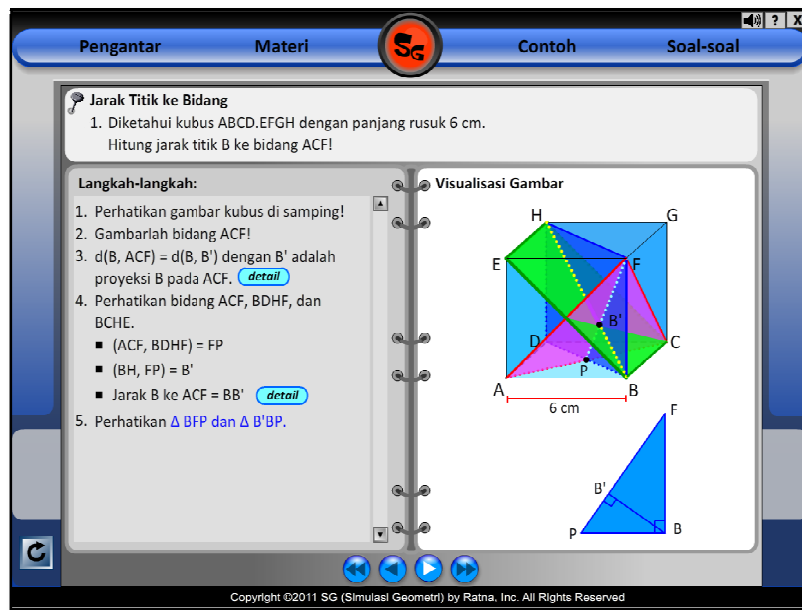 ? X
Pengantar Materi SG Contoh Soal-soal
Jarak Titik ke Bidang
1. Diketahui kubus ABCD.EFGH dengan panjang rusuk 6 cm.
Hitung jarak titik B ke bidang ACF!
Langkah-langkah:
1. Perhatikan gambar kubus di samping!
2. Gambarlah bidang ACF!
3. d(B, ACF) = d(B, B') dengan B' adalah
proyeksi B pada ACF. detail
4. Perhatikan bidang ACF, BDHF, dan
BCHE.
■ (ACF, BDHF) = FP
■ (BH, FP) = B'
■ Jarak B ke ACF = BB' detail
5. Perhatikan Δ BFP dan Δ B'BP.
Visualisasi Gambar
H G
E F
B'
D C
P
A B
6 cm
F
B'
P B
Copyright ©2011 SG (Simulasi Geometri) by Ratna, Inc. All Rights Reserved